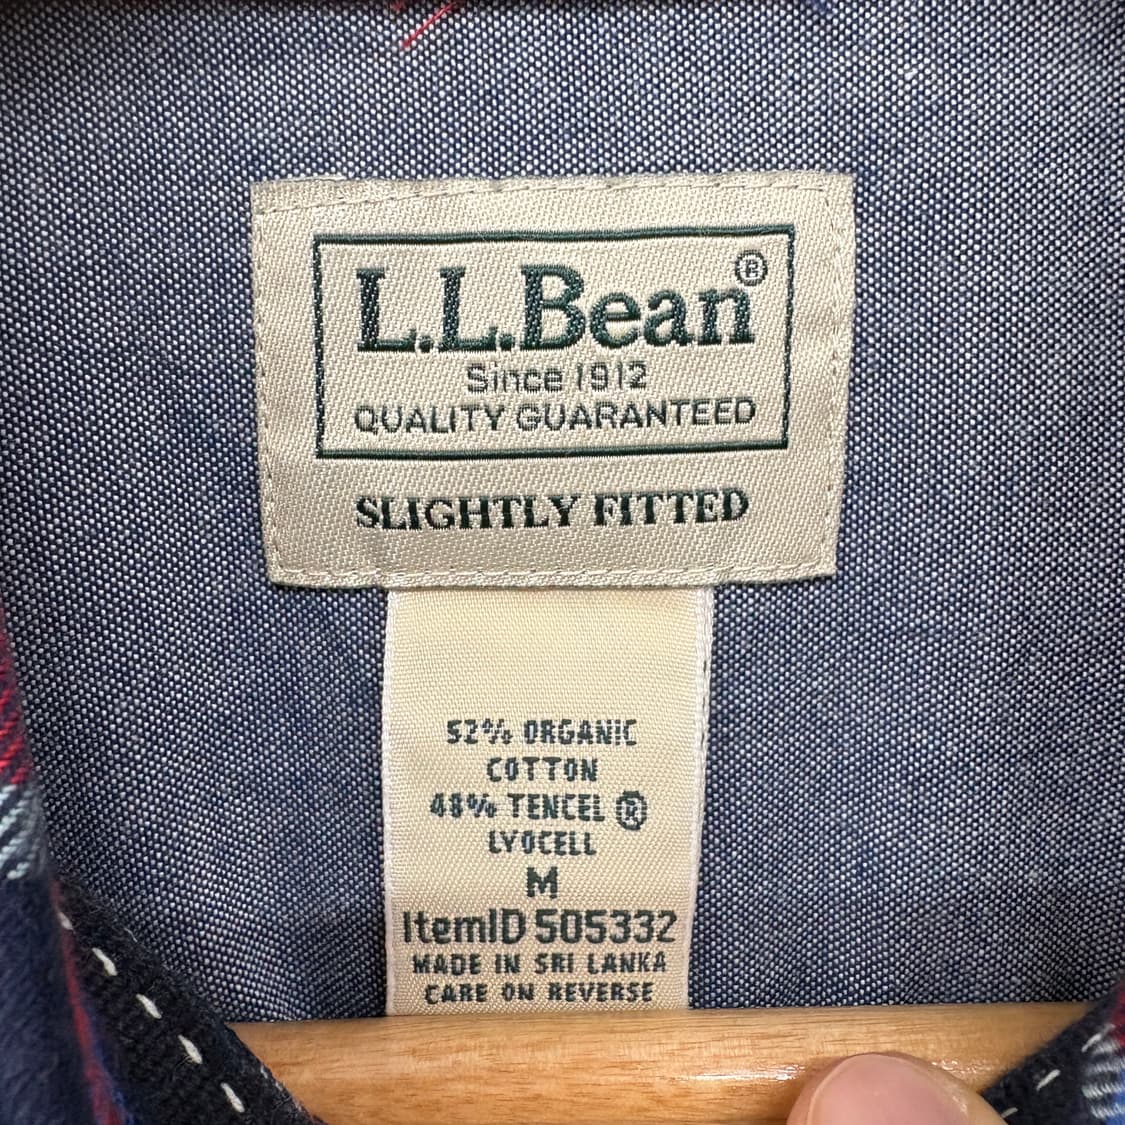 L.L.Bean®
Since 1912
QUALITY GUARANTEED
SLIGHTLY FITTED
52% ORGANIC
COTTON
48% TENCEL ®
LYOCELL
M
ItemID 505332
MADE IN SRI LANKA
CARE ON REVERSE